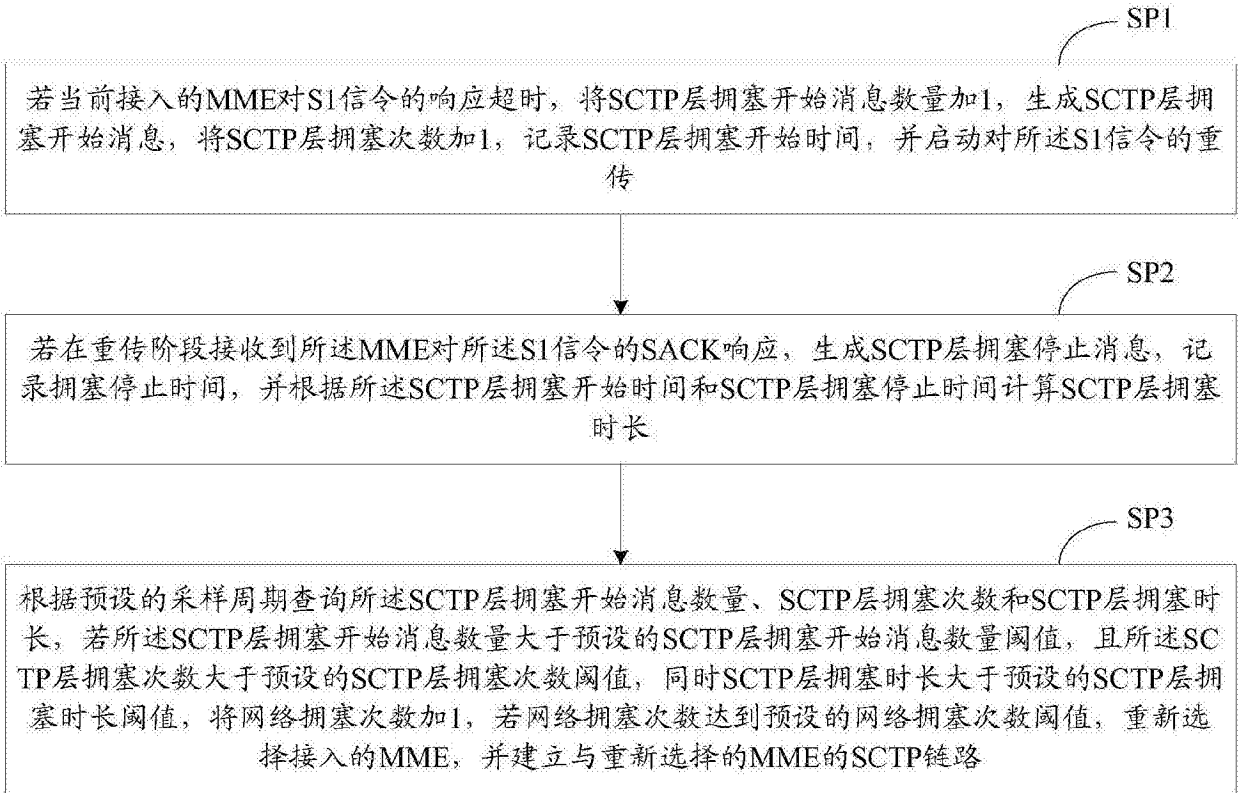 SP1
若当前接入的MME对S1信令的响应超时，将SCTP层拥塞开始消息数量加1，生成SCTP层拥
塞开始消息，将SCTP层拥塞次数加1，记录SCTP层拥塞开始时间，并启动对所述S1信令的重
传
SP2
若在重传阶段接收到所述MME对所述S1信令的SACK响应，生成SCTP层拥塞停止消息，记
录拥塞停止时间，并根据所述SCTP层拥塞开始时间和SCTP层拥塞停止时间计算SCTP层拥塞
时长
SP3
根据预设的采样周期查询所述SCTP层拥塞开始消息数量、SCTP层拥塞次数和SCTP层拥塞时
长，若所述SCTP层拥塞开始消息数量大于预设的SCTP层拥塞开始消息数量阈值，且所述SC
TP层拥塞次数大于预设的SCTP层拥塞次数阈值，同时SCTP层拥塞时长大于预设的SCTP层拥
塞时长阈值，将网络拥塞次数加1，若网络拥塞次数达到预设的网络拥塞次数阈值，重新选
择接入的MME，并建立与重新选择的MME的SCTP链路